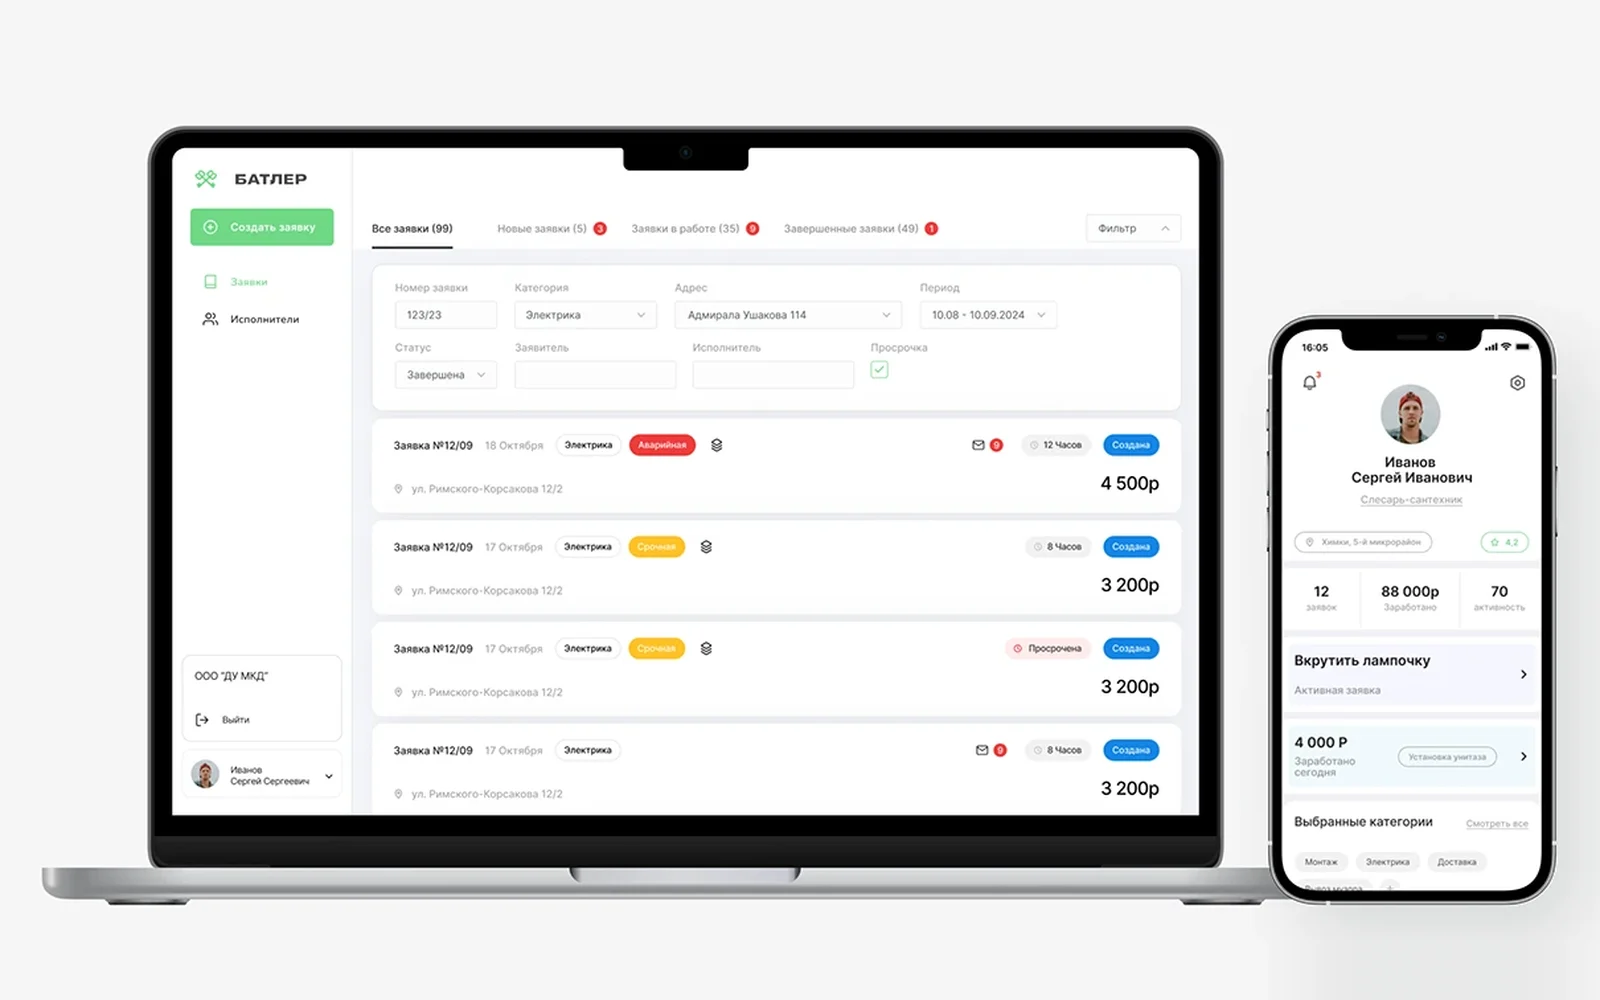 БАТЛЕР
Создать заявку
Заявки
Исполнители
ООО "ДУ МКД"
Выйти
Иванов
Сергей Сергеевич
Все заявки (99)
Новые заявки (5) 3
Заявки в работе (35) 9
Завершенные заявки (49) 1
Фильтр
Номер заявки
123/23
Категория
Электрика
Адрес
Адмирала Ушакова 114
Период
10.08 - 10.09.2024
Статус
Завершена
Заявитель
Исполнитель
Просрочка
Заявка №12/09 18 Октября Электрика Аварийная 9 12 Часов Создана
ул. Римского-Корсакова 12/2 4 500р
Заявка №12/09 17 Октября Электрика Срочная 8 Часов Создана
ул. Римского-Корсакова 12/2 3 200р
Заявка №12/09 17 Октября Электрика Срочная Просрочена Создана
ул. Римского-Корсакова 12/2 3 200р
Заявка №12/09 17 Октября Электрика 9 8 Часов Создана
ул. Римского-Корсакова 12/2 3 200р
16:05
3
Иванов
Сергей Иванович
Слесарь-сантехник
Химки, 5-й микрорайон 4,2
12 88 000р 70
заявок Заработано активность
Вкрутить лампочку
Активная заявка
4 000 Р
Заработано
сегодня
Установка унитаза
Выбранные категории Смотреть все
Монтаж Электрика Доставка